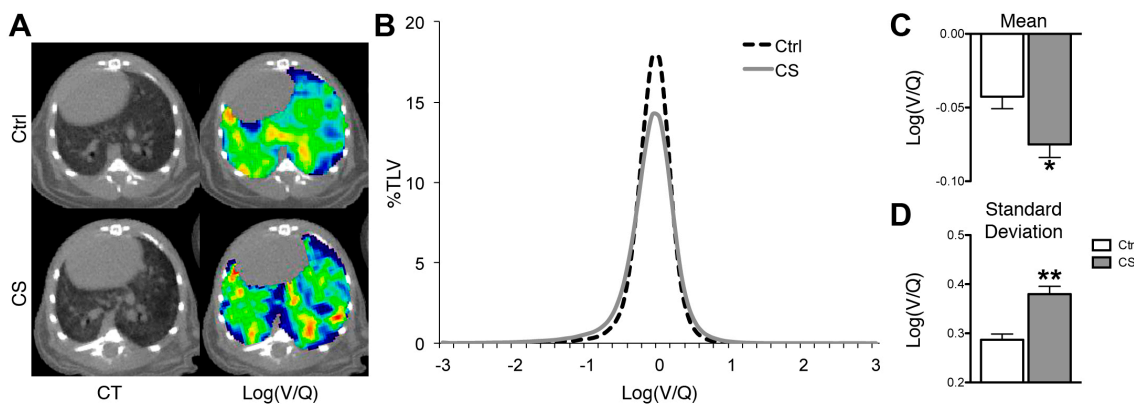 A
Ctrl
CS
CT
Log(V/Q)
B
20
15
10
5
0
%TLV
-3
-2
-1
0
1
2
3
Log(V/Q)
Ctrl
CS
C
Mean
0.00
-0.05
-0.10
Log(V/Q)
*
D
Standard
Deviation
0.5
0.4
0.3
0.2
Log(V/Q)
**
Ctr
CS